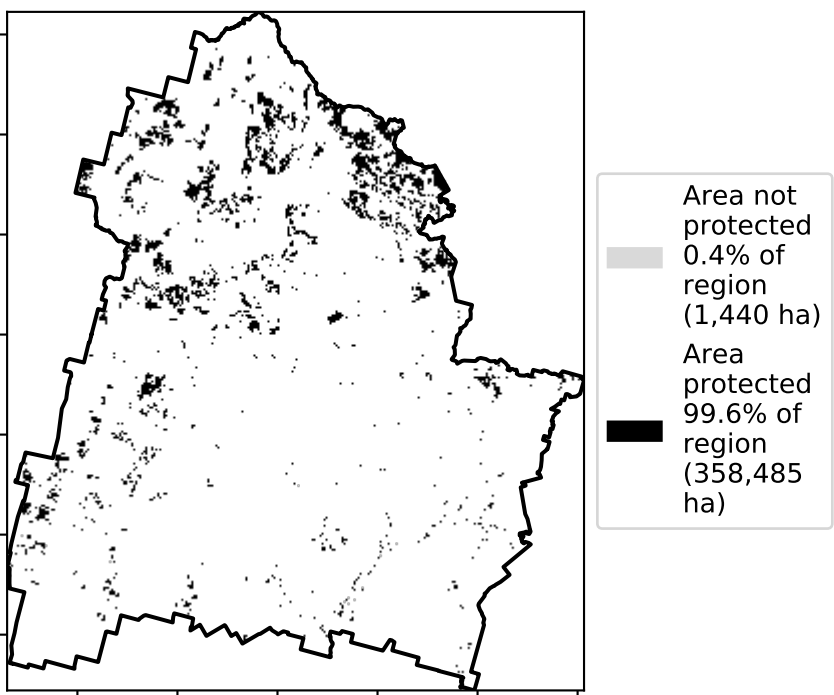 Area not
protected
0.4% of
region
(1,440 ha)
Area
protected
99.6% of
region
(358,485
ha)